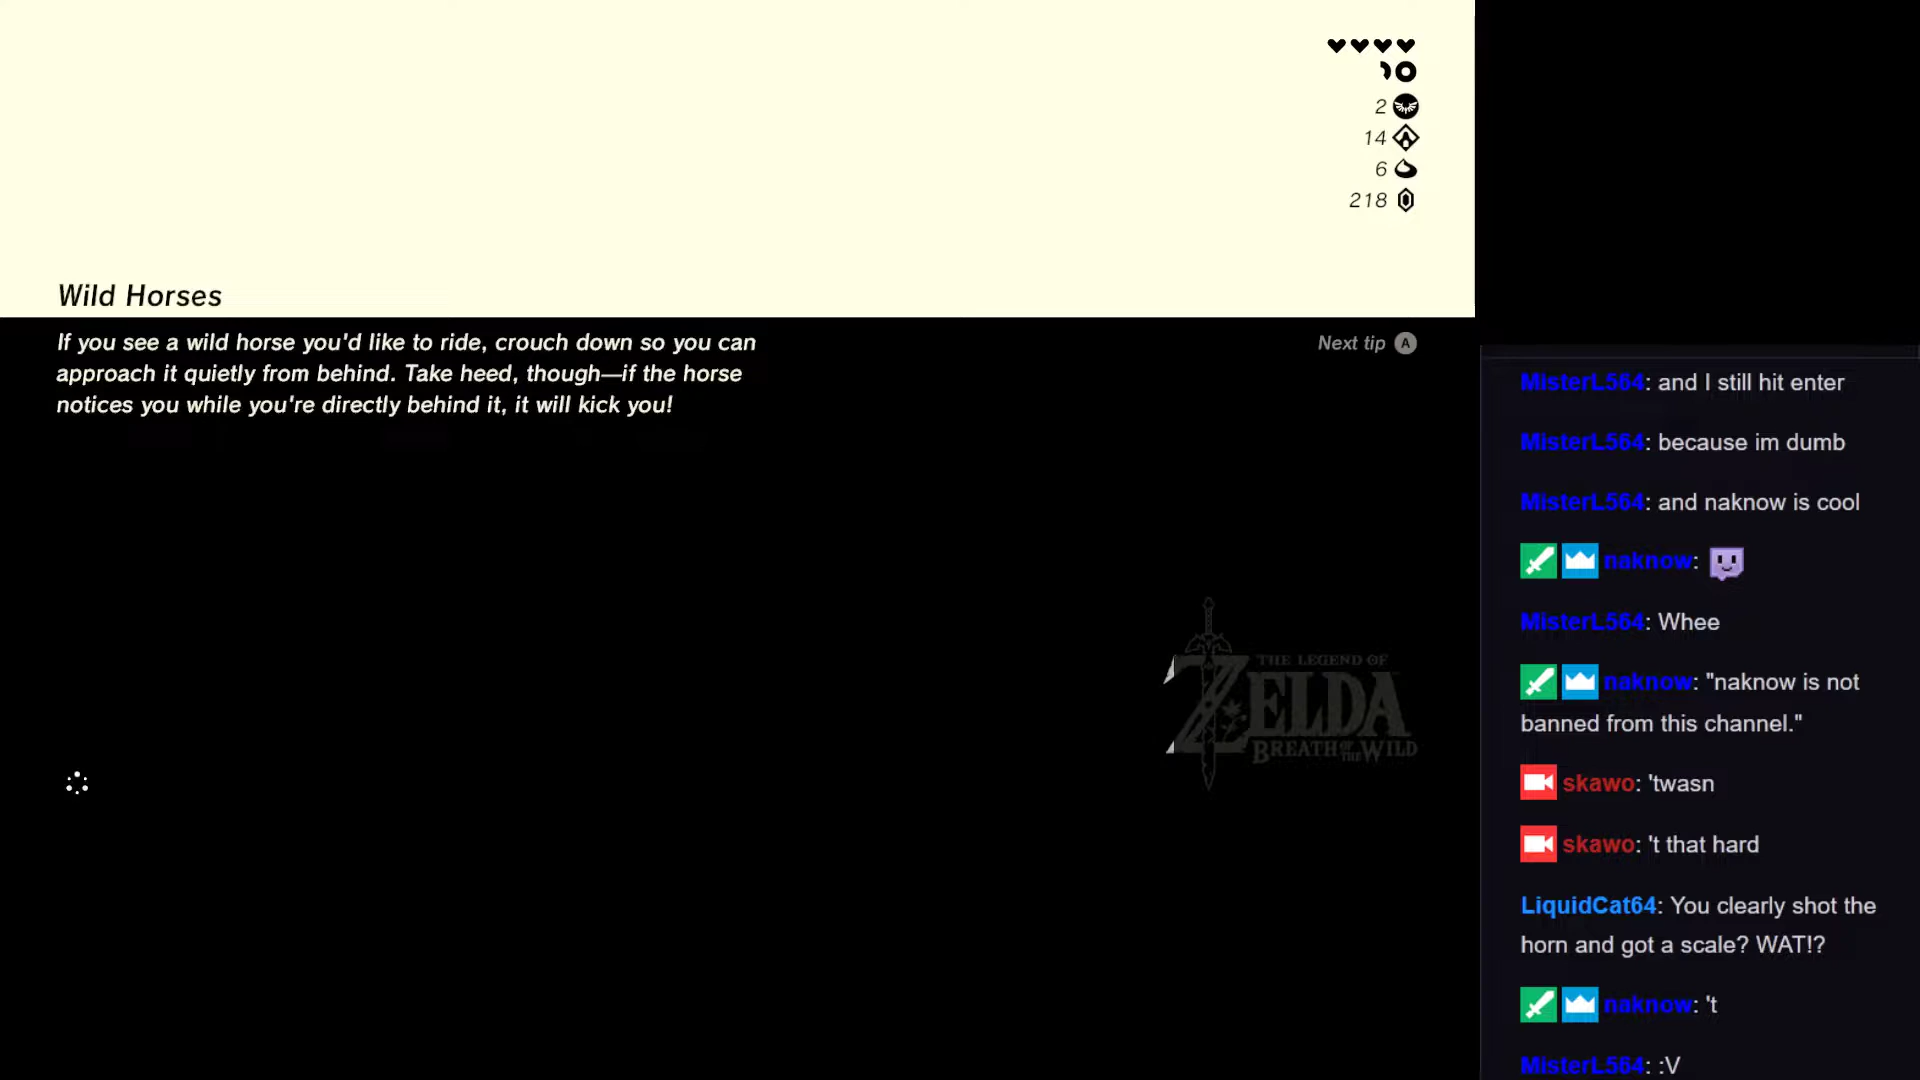 2
14
6
218
Wild Horses
If you see a wild horse you'd like to ride, crouch down so you can
approach it quietly from behind. Take heed, though—if the horse
notices you while you're directly behind it, it will kick you!
Next tip A
THE LEGEND OF
ZELDA
BREATH OF THE WILD
MisterL564: and I still hit enter
MisterL564: because im dumb
MisterL564: and naknow is cool
naknow:
MisterL564: Whee
naknow: "naknow is not
banned from this channel."
skawo: 'twasn
skawo: 't that hard
LiquidCat64: You clearly shot the
horn and got a scale? WAT!?
naknow: 't
MisterL564: :V